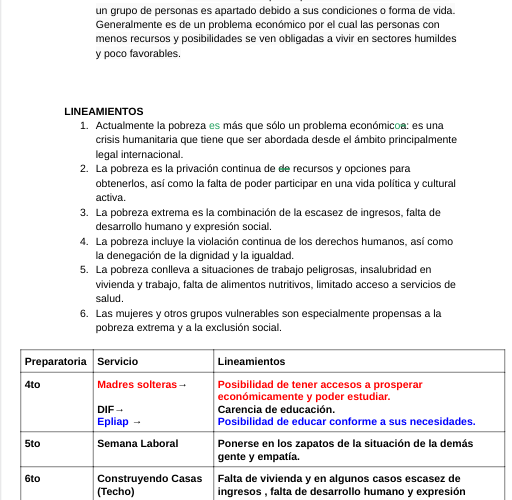 un grupo de personas es apartado debido a sus condiciones o forma de vida.
Generalmente es de un problema económico por el cual las personas con
menos recursos y posibilidades se ven obligadas a vivir en sectores humildes
y poco favorables.
LINEAMIENTOS
1. Actualmente la pobreza es más que sólo un problema económicoa: es una
crisis humanitaria que tiene que ser abordada desde el ámbito principalmente
legal internacional.
2. La pobreza es la privación continua de de recursos y opciones para
obtenerlos, así como la falta de poder participar en una vida política y cultural
activa.
3. La pobreza extrema es la combinación de la escasez de ingresos, falta de
desarrollo humano y expresión social.
4. La pobreza incluye la violación continua de los derechos humanos, así como
la denegación de la dignidad y la igualdad.
5. La pobreza conlleva a situaciones de trabajo peligrosas, insalubridad en
vivienda y trabajo, falta de alimentos nutritivos, limitado acceso a servicios de
salud.
6. Las mujeres y otros grupos vulnerables son especialmente propensas a la
pobreza extrema y a la exclusión social.
Preparatoria Servicio Lineamientos
4to Madres solteras→ Posibilidad de tener accesos a prosperar
económicamente y poder estudiar.
DIF→ Carencia de educación.
Epliap → Posibilidad de educar conforme a sus necesidades.
5to Semana Laboral Ponerse en los zapatos de la situación de la demás
gente y empatía.
6to Construyendo Casas Falta de vivienda y en algunos casos escasez de
(Techo) ingresos , falta de desarrollo humano y expresión